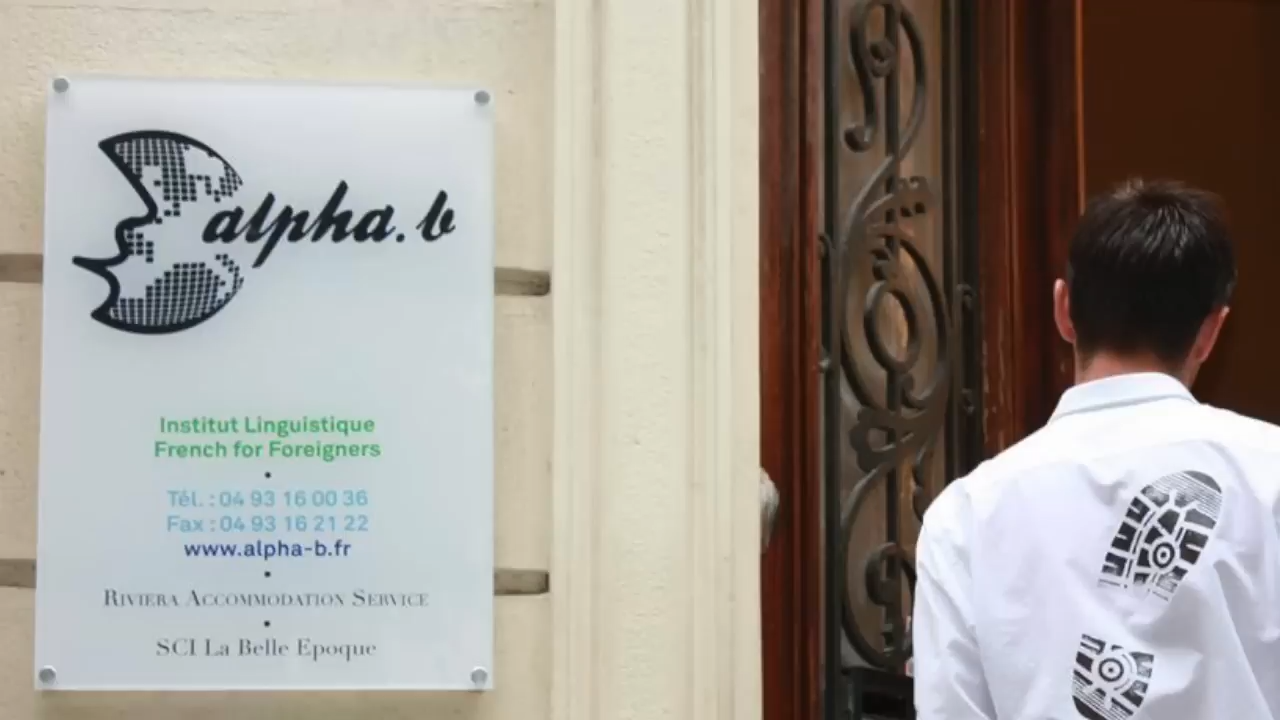 alpha.b
Institut Linguistique
French for Foreigners
Tél. : 04 93 16 00 36
Fax : 04 93 16 21 22
www.alpha-b.fr
RIVIERA ACCOMMODATION SERVICE
SCI La Belle Epoque